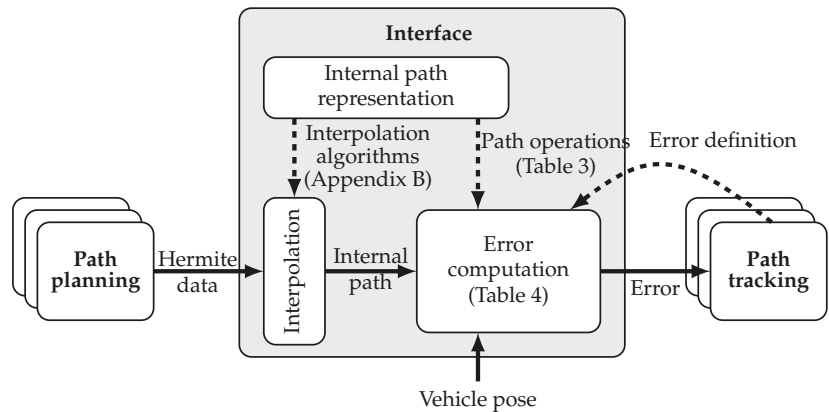 Interface
Internal path
representation
Interpolation
algorithms
(Appendix B)
Path operations
(Table 3)
Error definition
Path
planning
Hermite
data
Interpolation
Internal
path
Error
computation
(Table 4)
Error
Path
tracking
Vehicle pose